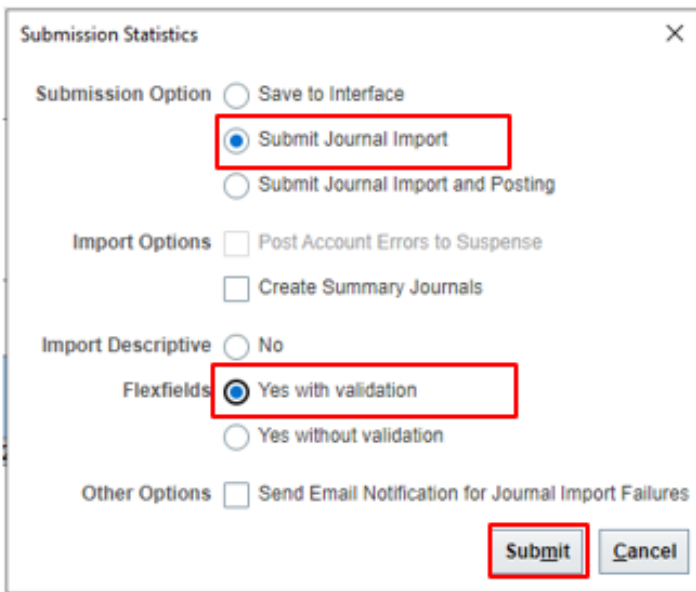 Submission Statistics
Submission Option Save to Interface
Submit Journal Import
Submit Journal Import and Posting
Import Options Post Account Errors to Suspense
Create Summary Journals
Import Descriptive No
Flexfields Yes with validation
Yes without validation
Other Options Send Email Notification for Journal Import Failures
Submit Cancel